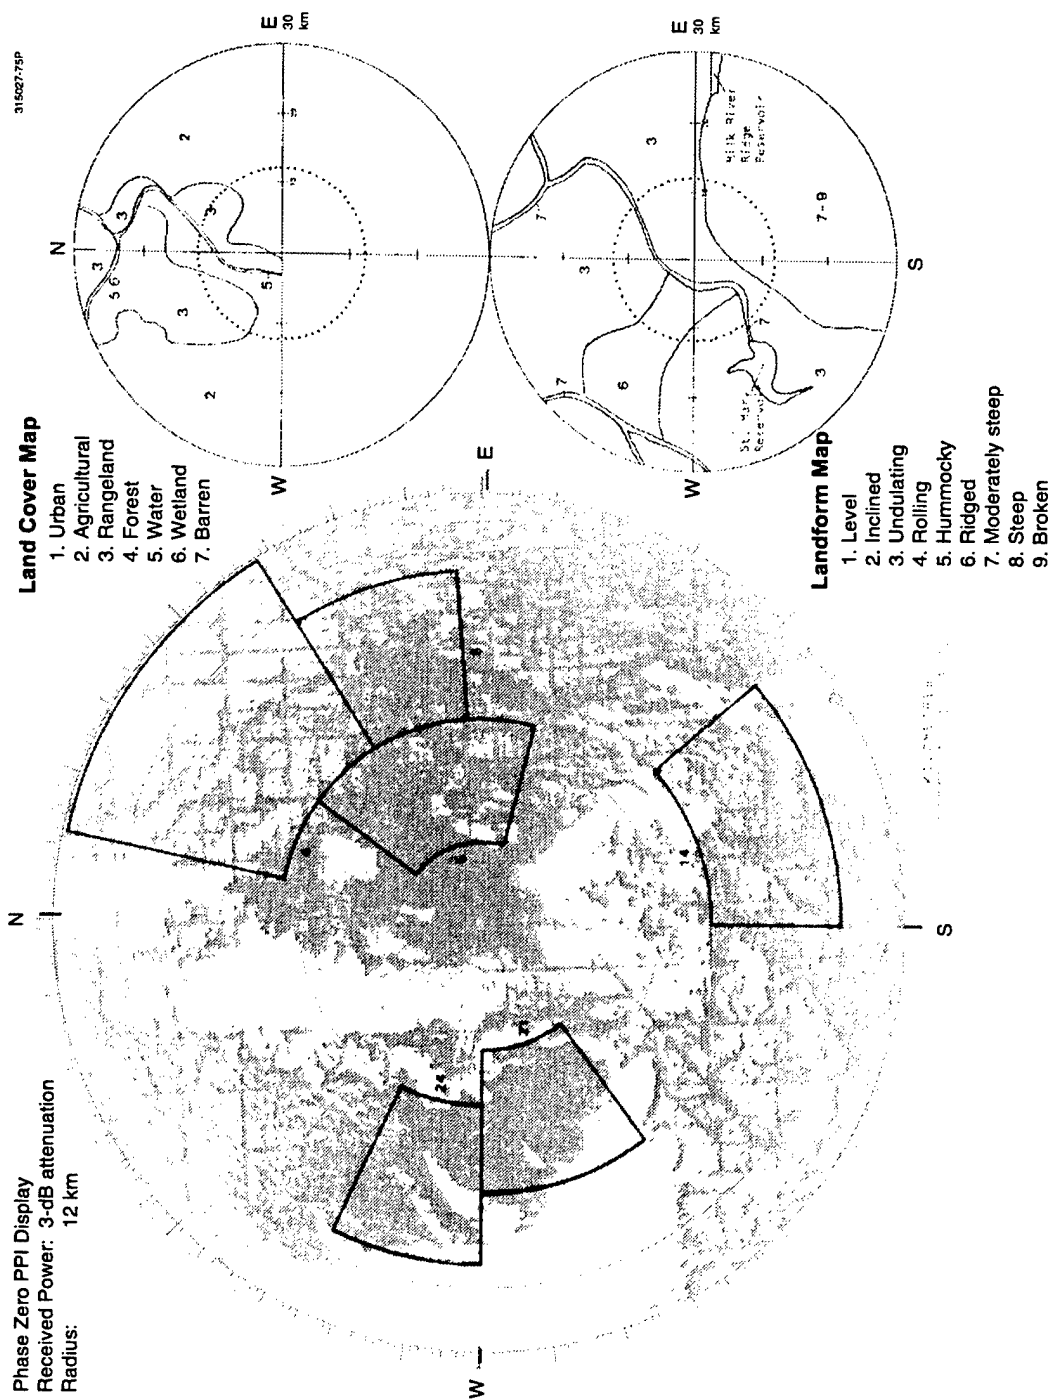 315027-75P
Phase Zero PPI Display
Received Power: 3-dB attenuation
Radius: 12 km
N
E
S
W
4
6
8
14
24
Land Cover Map
1. Urban
2. Agricultural
3. Rangeland
4. Forest
5. Water
6. Wetland
7. Barren
N
E
30
km
W
2
3
3
5 6
3
3
5
2
Landform Map
1. Level
2. Inclined
3. Undulating
4. Rolling
5. Hummocky
6. Ridged
7. Moderately steep
8. Steep
9. Broken
E
30
km
S
W
7
3
3
7
6
7
3
7-9
Milk River
Ridge
Reservoir
St. Mary
Reservoir